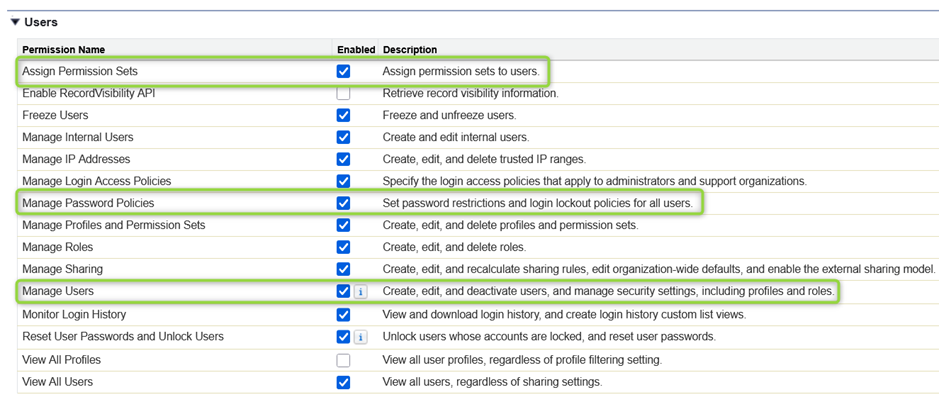 Users
Permission Name Enabled Description
Assign Permission Sets Assign permission sets to users.
Enable RecordVisibility API Retrieve record visibility information.
Freeze Users Freeze and unfreeze users.
Manage Internal Users Create and edit internal users.
Manage IP Addresses Create, edit, and delete trusted IP ranges.
Manage Login Access Policies Specify the login access policies that apply to administrators and support organizations.
Manage Password Policies Set password restrictions and login lockout policies for all users.
Manage Profiles and Permission Sets Create, edit, and delete profiles and permission sets.
Manage Roles Create, edit, and delete roles.
Manage Sharing Create, edit, and recalculate sharing rules, edit organization-wide defaults, and enable the external sharing model.
Manage Users i Create, edit, and deactivate users, and manage security settings, including profiles and roles.
Monitor Login History View and download login history, and create login history custom list views.
Reset User Passwords and Unlock Users i Unlock users whose accounts are locked, and reset user passwords.
View All Profiles View all user profiles, regardless of profile filtering setting.
View All Users View all users, regardless of sharing settings.